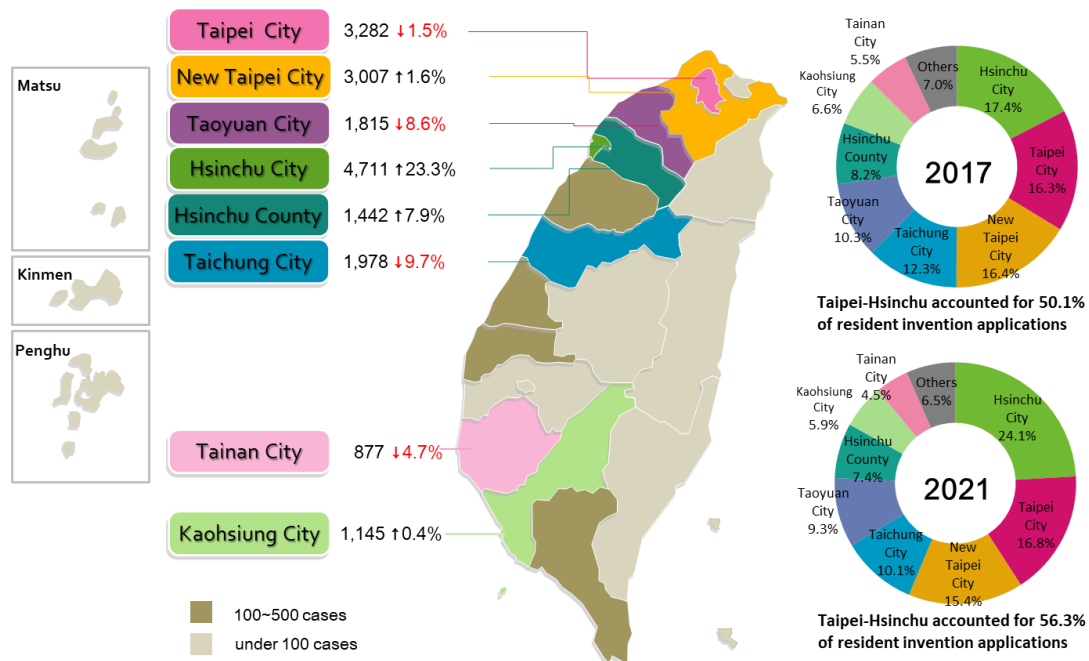 Taipei City 3,282 ↓1.5%
New Taipei City 3,007 ↑1.6%
Taoyuan City 1,815 ↓8.6%
Hsinchu City 4,711 ↑23.3%
Hsinchu County 1,442 ↑7.9%
Taichung City 1,978 ↓9.7%
Tainan City 877 ↓4.7%
Kaohsiung City 1,145 ↑0.4%
Matsu
Kinmen
Penghu
100~500 cases
under 100 cases
2017
Hsinchu
City
17.4%
Taipei
City
16.3%
New
Taipei
City
16.4%
Taichung
City
12.3%
Taoyuan
City
10.3%
Hsinchu
County
8.2%
Kaohsiung
City
6.6%
Tainan
City
5.5%
Others
7.0%
Taipei-Hsinchu accounted for 50.1%
of resident invention applications
2021
Hsinchu
City
24.1%
Taipei
City
16.8%
New
Taipei
City
15.4%
Taichung
City
10.1%
Taoyuan
City
9.3%
Hsinchu
County
7.4%
Kaohsiung
City
5.9%
Tainan
City
4.5%
Others
6.5%
Taipei-Hsinchu accounted for 56.3%
of resident invention applications